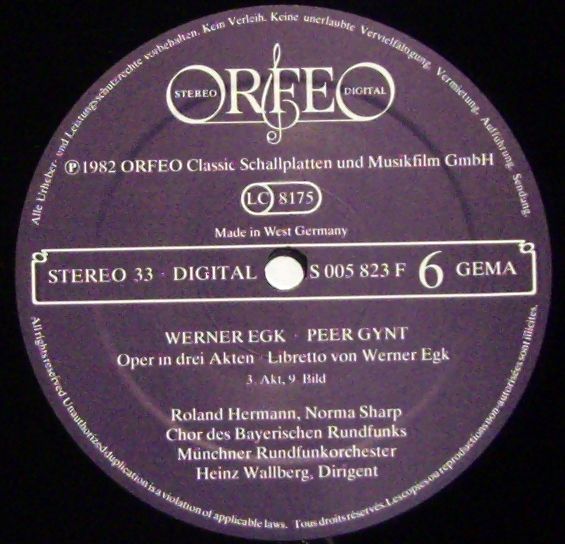 Alle Urheber- und Leistungsschutzrechte vorbehalten. Kein Verleih. Keine unerlaubte Vervielfältigung, Vermietung, Aufführung, Sendung.
ORFEO
STEREO DIGITAL
Ⓟ1982 ORFEO Classic Schallplatten und Musikfilm GmbH
LC 8175
Made in West Germany
STEREO 33 · DIGITAL S 005 823 F 6 GEMA
WERNER EGK · PEER GYNT
Oper in drei Akten · Libretto von Werner Egk
3. Akt, 9. Bild
Roland Hermann, Norma Sharp
Chor des Bayerischen Rundfunks
Münchner Rundfunkorchester
Heinz Wallberg, Dirigent
All rights reserved Unauthorized duplication is a violation of applicable laws. Tous droits réservés. Les copies ou reproductions non-autorisées sont illicites.